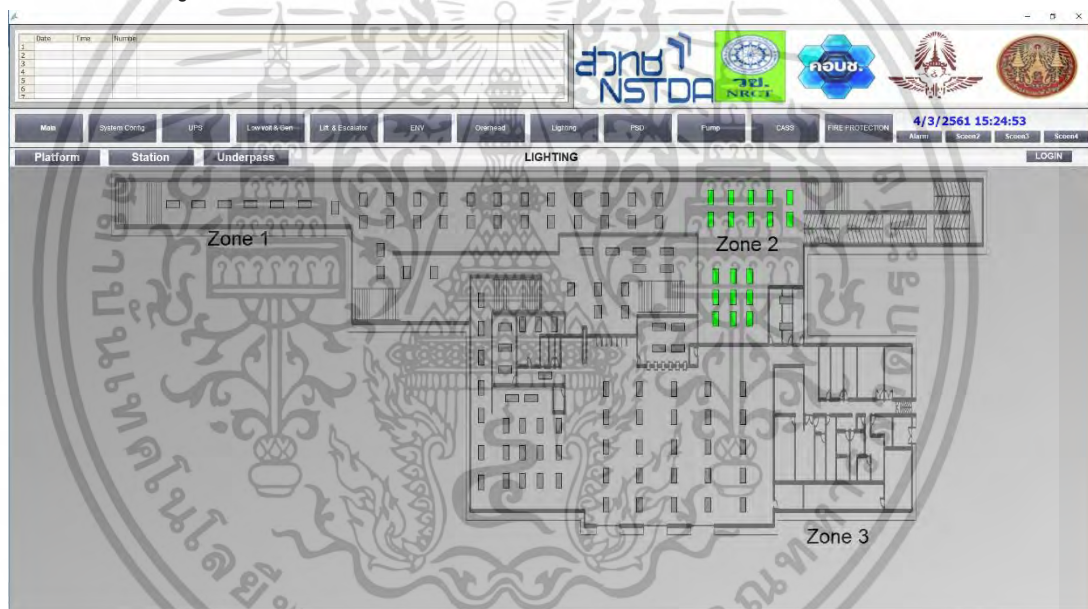 Date Time Number
1
2
3
4
5
6
7
สวทช
NSTDA
วช.
NRCT
คอบช.
Main System Config UPS Low volt & Gen Lift & Escalator ENV Overhead Lighting PSD Pump CASS FIRE PROTECTION
4/3/2561 15:24:53
Alarm Sceen2 Sceen3 Sceen4
Platform Station Underpass LIGHTING LOGIN
Zone 1
Zone 2
Zone 3